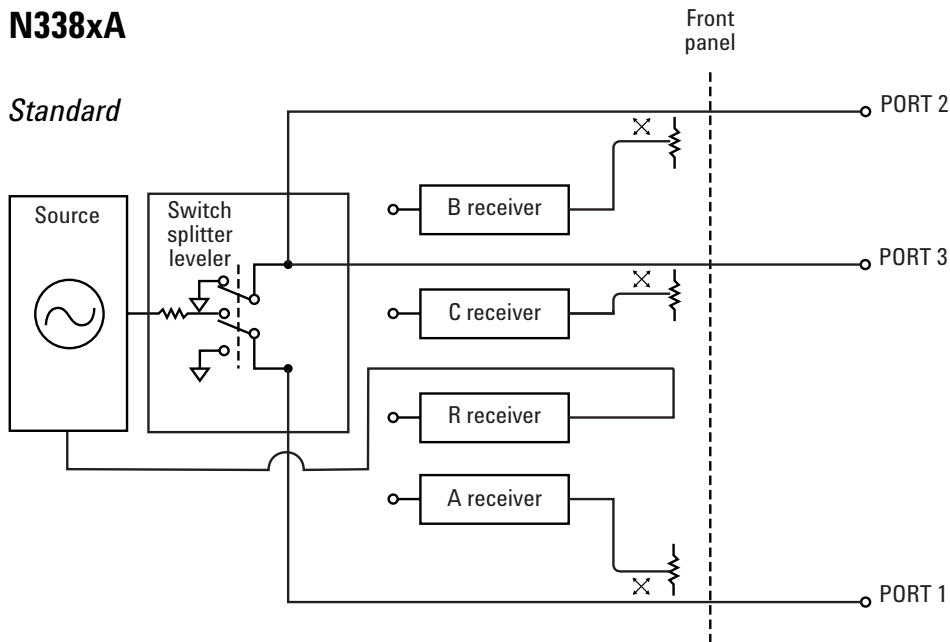 N338xA
Standard
Front
panel
PORT 2
B receiver
Source
Switch
splitter
leveler
PORT 3
C receiver
R receiver
A receiver
PORT 1